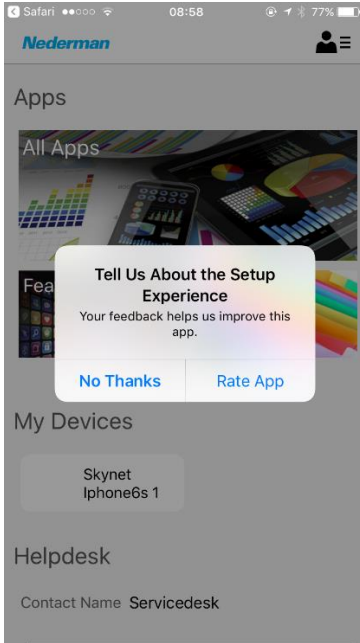 Safari 08:58 77%
Nederman
Apps
All Apps
Fea
Tell Us About the Setup
Experience
Your feedback helps us improve this
app.
No Thanks Rate App
My Devices
Skynet
Iphone6s 1
Helpdesk
Contact Name Servicedesk